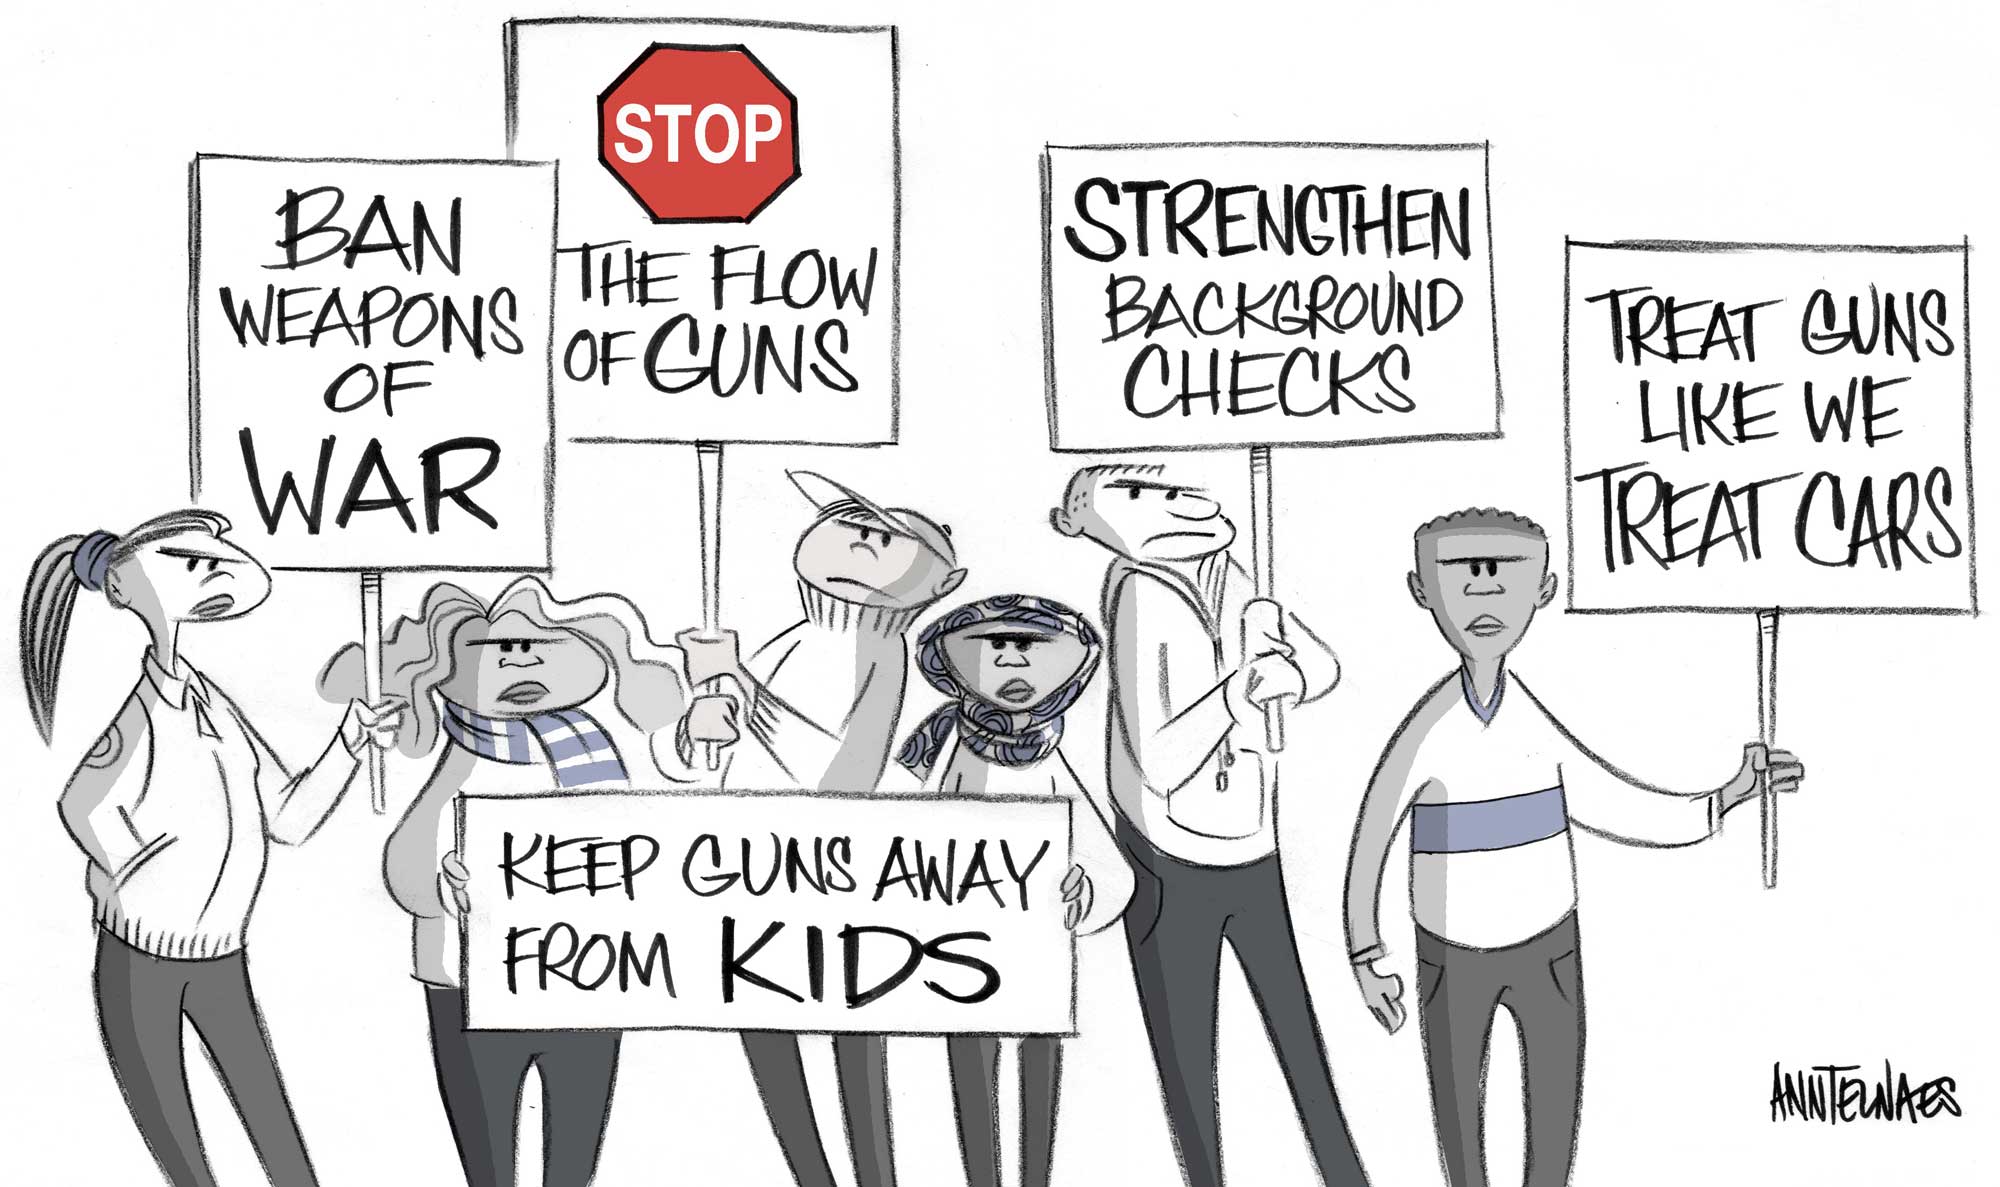 BAN
WEAPONS
OF
WAR
STOP
THE FLOW
OF GUNS
STRENGTHEN
BACKGROUND
CHECKS
TREAT GUNS
LIKE WE
TREAT CARS
KEEP GUNS AWAY
FROM KIDS
ANNTELNAES